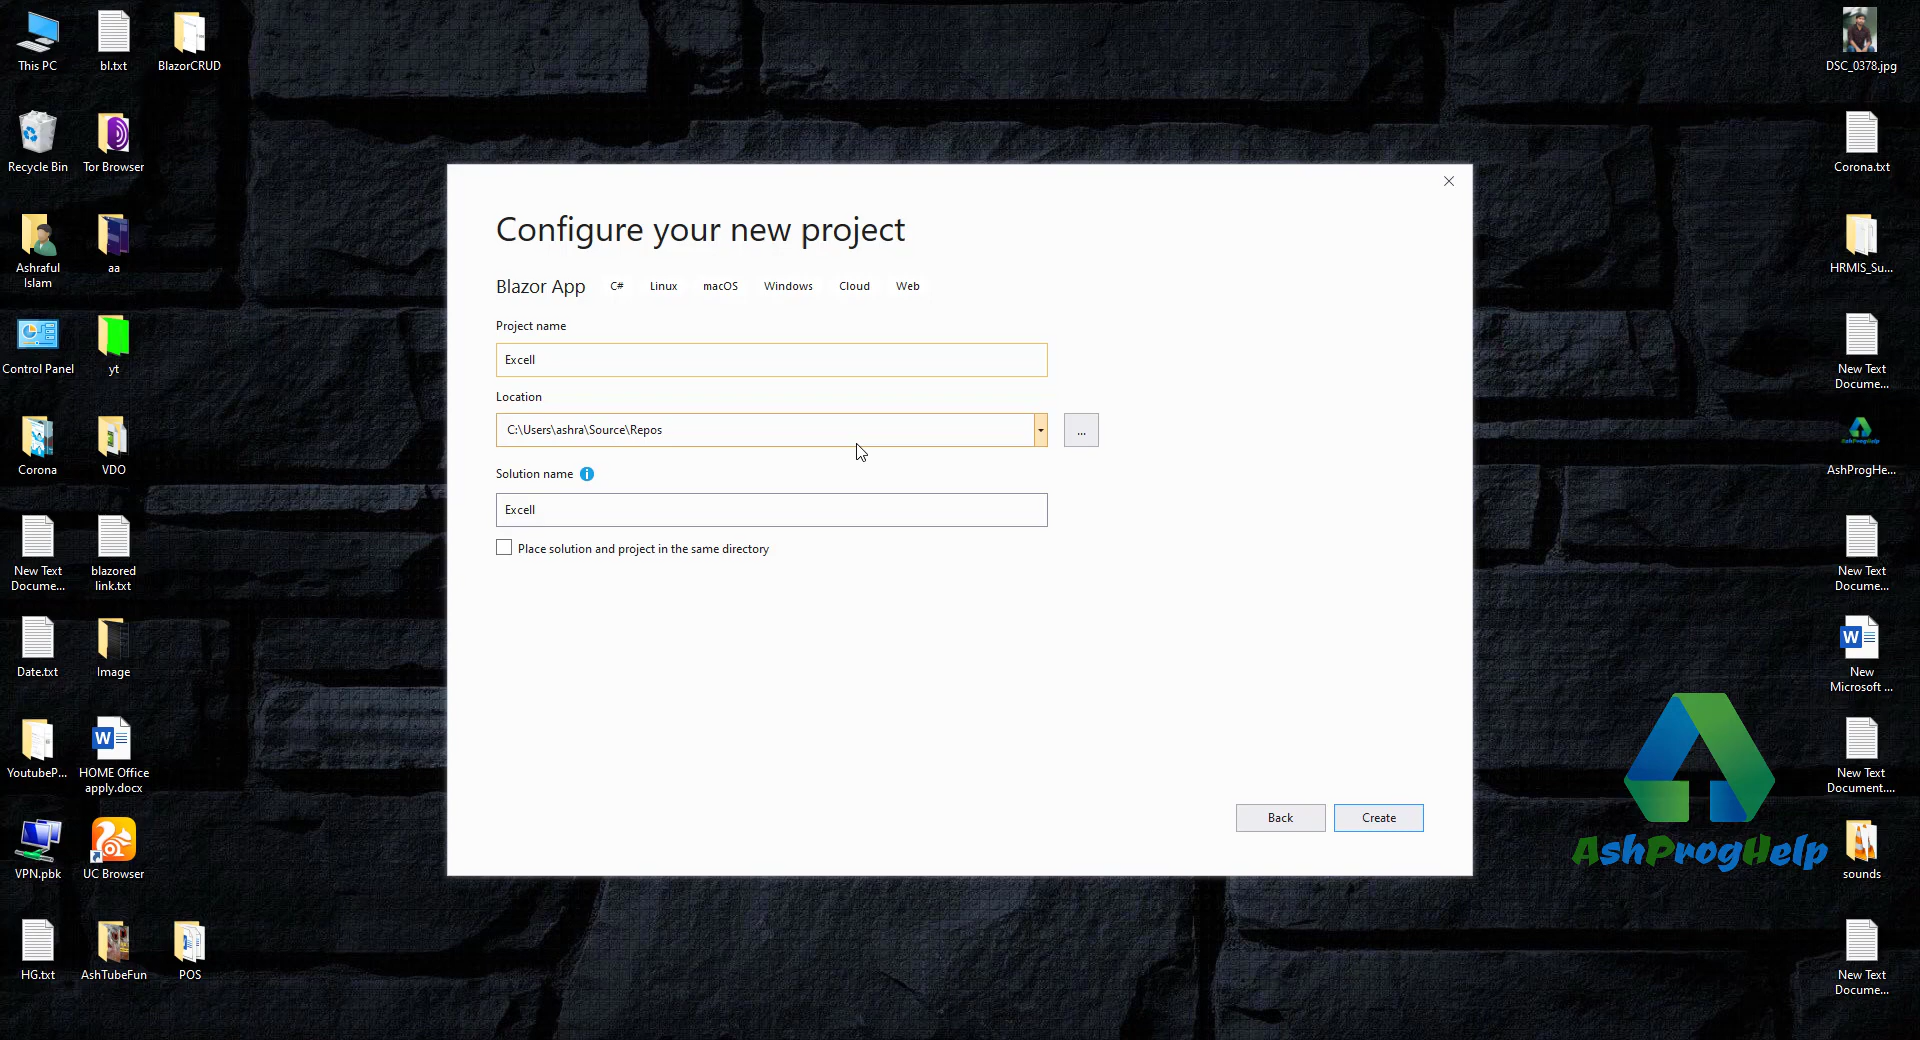 This PC
bl.txt
BlazorCRUD
DSC_0378.jpg
Recycle Bin
Tor Browser
Corona.txt
Ashraful
Islam
aa
HRMIS_Su...
Control Panel
yt
New Text
Docume...
Corona
VDO
AshProgHelp
AshProgHe...
New Text
Docume...
blazored
link.txt
New Text
Docume...
Date.txt
Image
New
Microsoft ...
YoutubeP...
HOME Office
apply.docx
New Text
Document....
VPN.pbk
UC Browser
sounds
HG.txt
AshTubeFun
POS
New Text
Docume...
Configure your new project
Blazor App C# Linux macOS Windows Cloud Web
Project name
Excell
Location
C:\Users\ashra\Source\Repos
...
Solution name
Excell
Place solution and project in the same directory
Back
Create
AshProgHelp